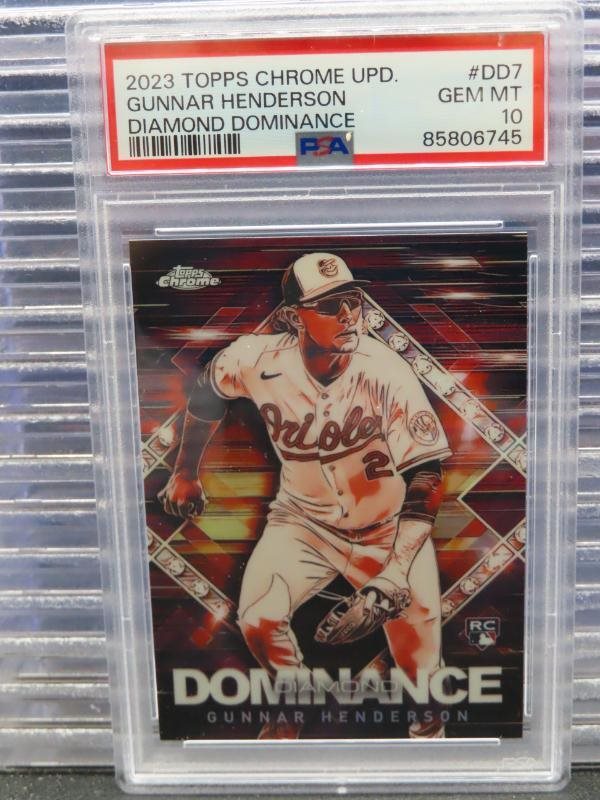 2023 TOPPS CHROME UPD. #DD7
GUNNAR HENDERSON GEM MT
DIAMOND DOMINANCE 10
PSA 85806745
Topps
Chrome
Orioles
2
RC
DOMINANCE
DIAMOND
GUNNAR HENDERSON